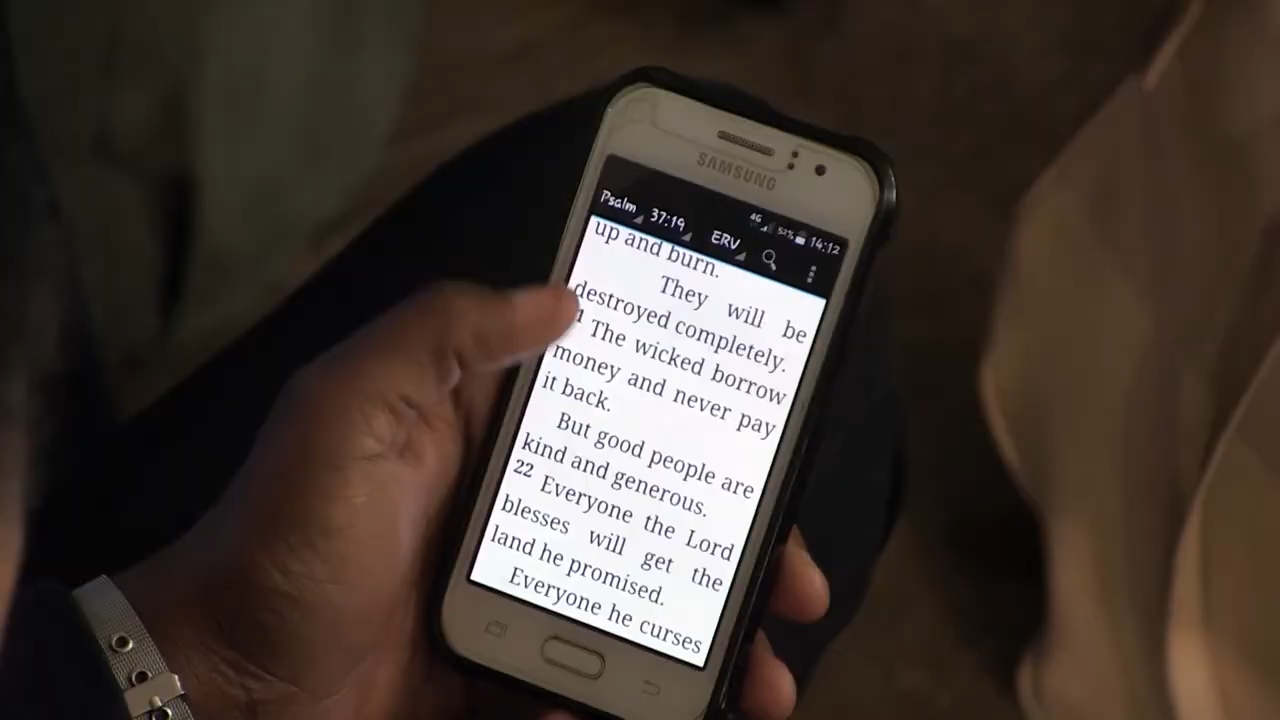 SAMSUNG
Psalm 37:19 ERV 4G 52% 14:12
up and burn.
They will be
destroyed completely.
The wicked borrow
money and never pay
it back.
But good people are
kind and generous.
22 Everyone the Lord
blesses will get the
land he promised.
Everyone he curses